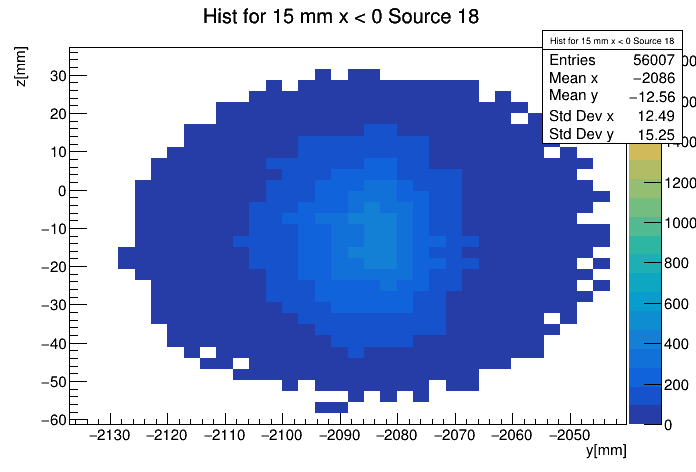 Hist for 15 mm x < 0 Source 18
Hist for 15 mm x < 0 Source 18
Entries 56007
Mean x −2086
Mean y −12.56
Std Dev x 12.49
Std Dev y 15.25
z[mm]
30
20
10
0
−10
−20
−30
−40
−50
−60
−2130 −2120 −2110 −2100 −2090 −2080 −2070 −2060 −2050
y[mm]
1400
1200
1000
800
600
400
200
0